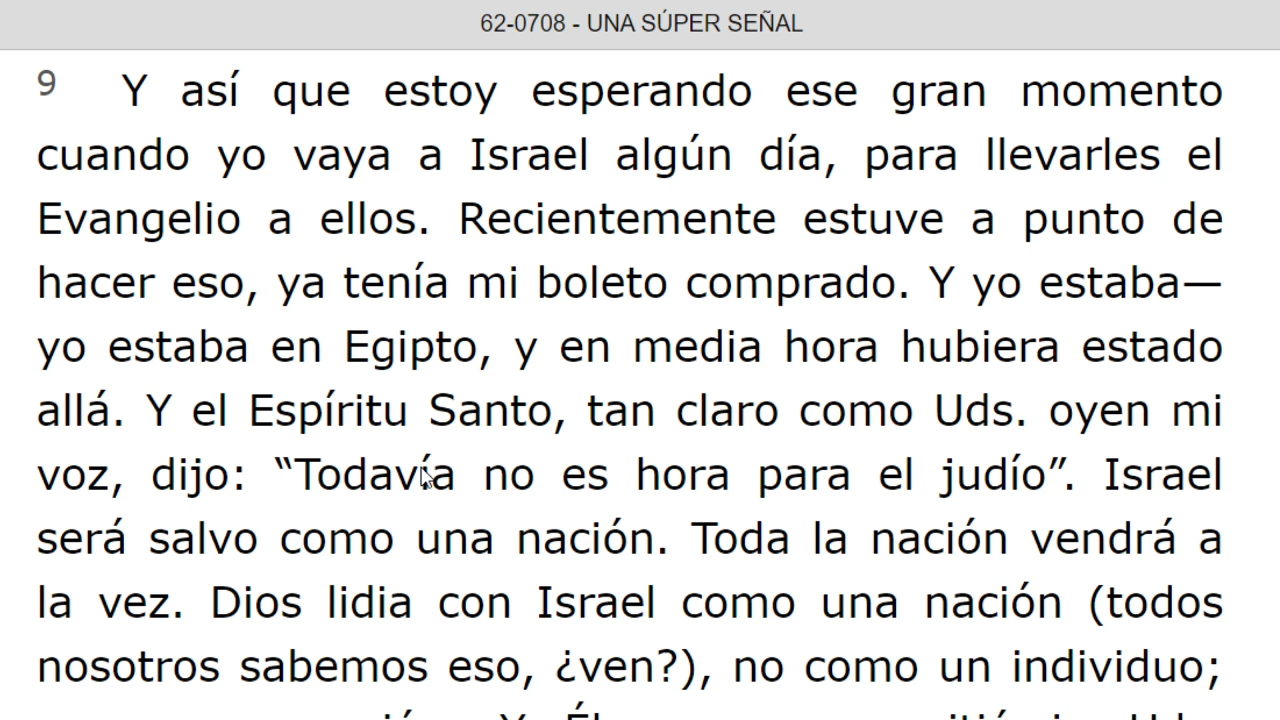 62-0708 - UNA SÚPER SEÑAL
9 Y así que estoy esperando ese gran momento
cuando yo vaya a Israel algún día, para llevarles el
Evangelio a ellos. Recientemente estuve a punto de
hacer eso, ya tenía mi boleto comprado. Y yo estaba—
yo estaba en Egipto, y en media hora hubiera estado
allá. Y el Espíritu Santo, tan claro como Uds. oyen mi
voz, dijo: “Todavía no es hora para el judío”. Israel
será salvo como una nación. Toda la nación vendrá a
la vez. Dios lidia con Israel como una nación (todos
nosotros sabemos eso, ¿ven?), no como un individuo;